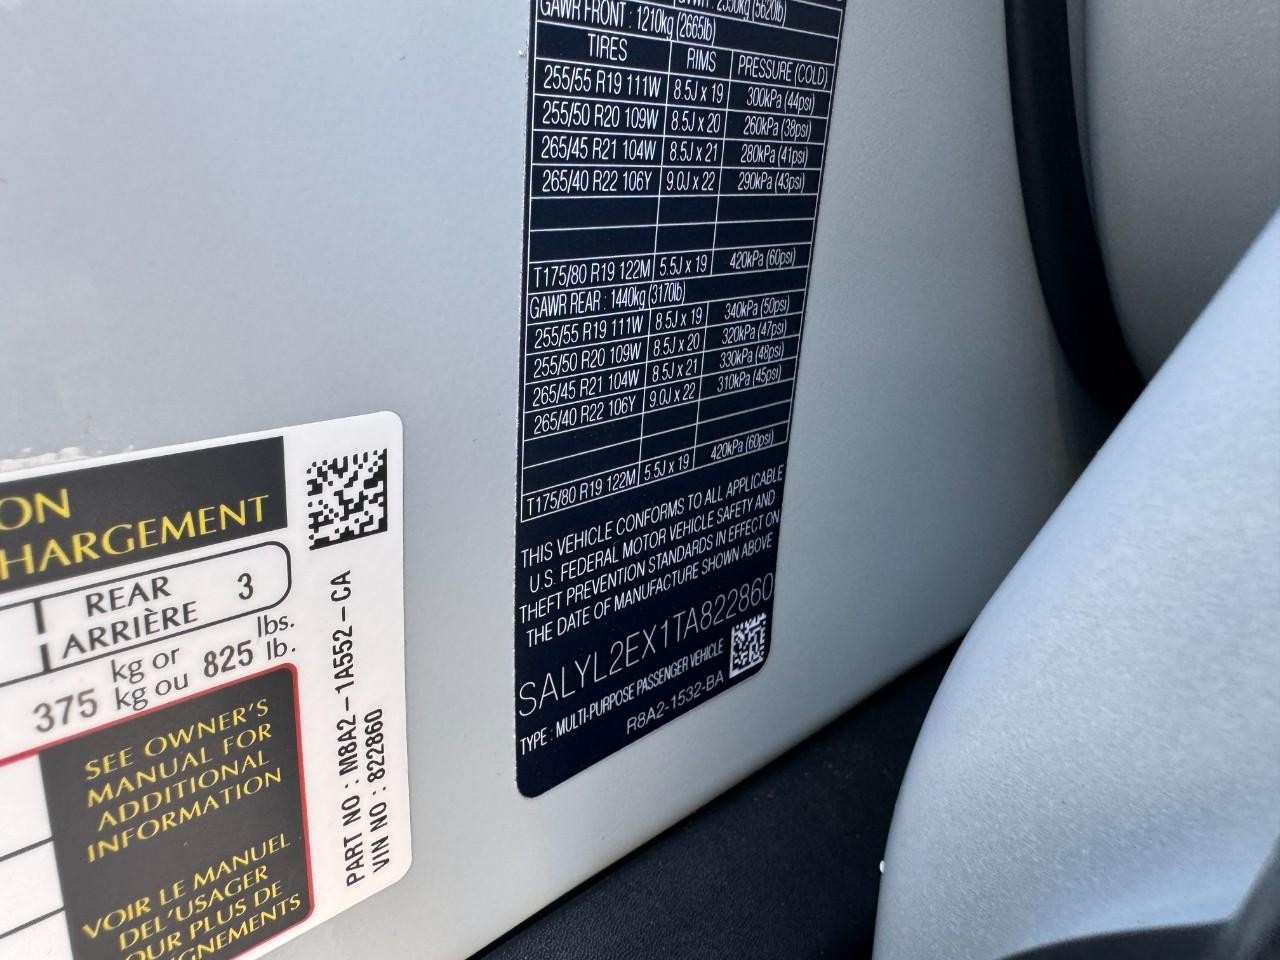 2550kg (5620lb)
GAWR FRONT : 1210kg (2665lb)
TIRES RIMS PRESSURE (COLD)
255/55 R19 111W 8.5J x 19 300kPa (44psi)
255/50 R20 109W 8.5J x 20 260kPa (38psi)
265/45 R21 104W 8.5J x 21 280kPa (41psi)
265/40 R22 106Y 9.0J x 22 290kPa (43psi)
T175/80 R19 122M 5.5J x 19 420kPa (60psi)
GAWR REAR : 1440kg (3170lb)
255/55 R19 111W 8.5J x 19 340kPa (50psi)
255/50 R20 109W 8.5J x 20 320kPa (47psi)
265/45 R21 104W 8.5J x 21 330kPa (48psi)
265/40 R22 106Y 9.0J x 22 310kPa (45psi)
T175/80 R19 122M 5.5J x 19 420kPa (60psi)
THIS VEHICLE CONFORMS TO ALL APPLICABLE
U.S. FEDERAL MOTOR VEHICLE SAFETY AND
THEFT PREVENTION STANDARDS IN EFFECT ON
THE DATE OF MANUFACTURE SHOWN ABOVE
SALYL2EX1TA822860
TYPE : MULTI-PURPOSE PASSENGER VEHICLE
R8A2-1532-BA
ON
HARGEMENT
REAR
ARRIÈRE 3
375 kg or 825 lbs.
kg ou lb.
SEE OWNER'S
MANUAL FOR
ADDITIONAL
INFORMATION
VOIR LE MANUEL
DEL'USAGER
OUR PLUS DE
GNEMENTS
PART NO : M8A2-1A552-CA
VIN NO : 822860